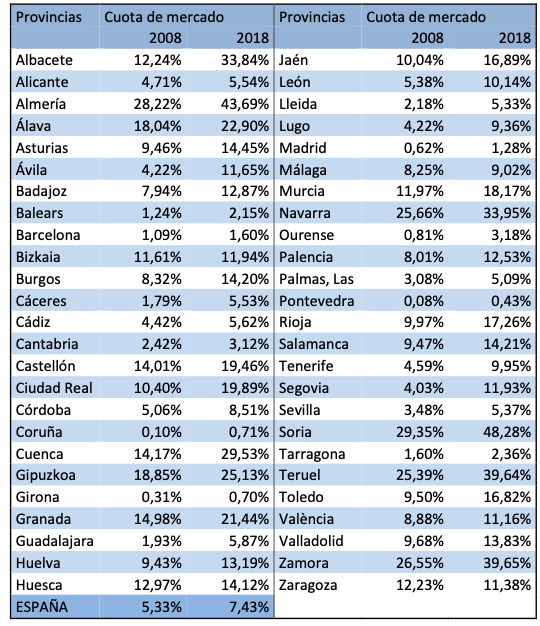 Provincias Cuota de mercado Provincias Cuota de mercado
2008 2018 2008 2018
Albacete 12,24% 33,84% Jaén 10,04% 16,89%
Alicante 4,71% 5,54% León 5,38% 10,14%
Almería 28,22% 43,69% Lleida 2,18% 5,33%
Álava 18,04% 22,90% Lugo 4,22% 9,36%
Asturias 9,46% 14,45% Madrid 0,62% 1,28%
Ávila 4,22% 11,65% Málaga 8,25% 9,02%
Badajoz 7,94% 12,87% Murcia 11,97% 18,17%
Balears 1,24% 2,15% Navarra 25,66% 33,95%
Barcelona 1,09% 1,60% Ourense 0,81% 3,18%
Bizkaia 11,61% 11,94% Palencia 8,01% 12,53%
Burgos 8,32% 14,20% Palmas, Las 3,08% 5,09%
Cáceres 1,79% 5,53% Pontevedra 0,08% 0,43%
Cádiz 4,42% 5,62% Rioja 9,97% 17,26%
Cantabria 2,42% 3,12% Salamanca 9,47% 14,21%
Castellón 14,01% 19,46% Tenerife 4,59% 9,95%
Ciudad Real 10,40% 19,89% Segovia 4,03% 11,93%
Córdoba 5,06% 8,51% Sevilla 3,48% 5,37%
Coruña 0,10% 0,71% Soria 29,35% 48,28%
Cuenca 14,17% 29,53% Tarragona 1,60% 2,36%
Gipuzkoa 18,85% 25,13% Teruel 25,39% 39,64%
Girona 0,31% 0,70% Toledo 9,50% 16,82%
Granada 14,98% 21,44% València 8,88% 11,16%
Guadalajara 1,93% 5,87% Valladolid 9,68% 13,83%
Huelva 9,43% 13,19% Zamora 26,55% 39,65%
Huesca 12,97% 14,12% Zaragoza 12,23% 11,38%
ESPAÑA 5,33% 7,43%